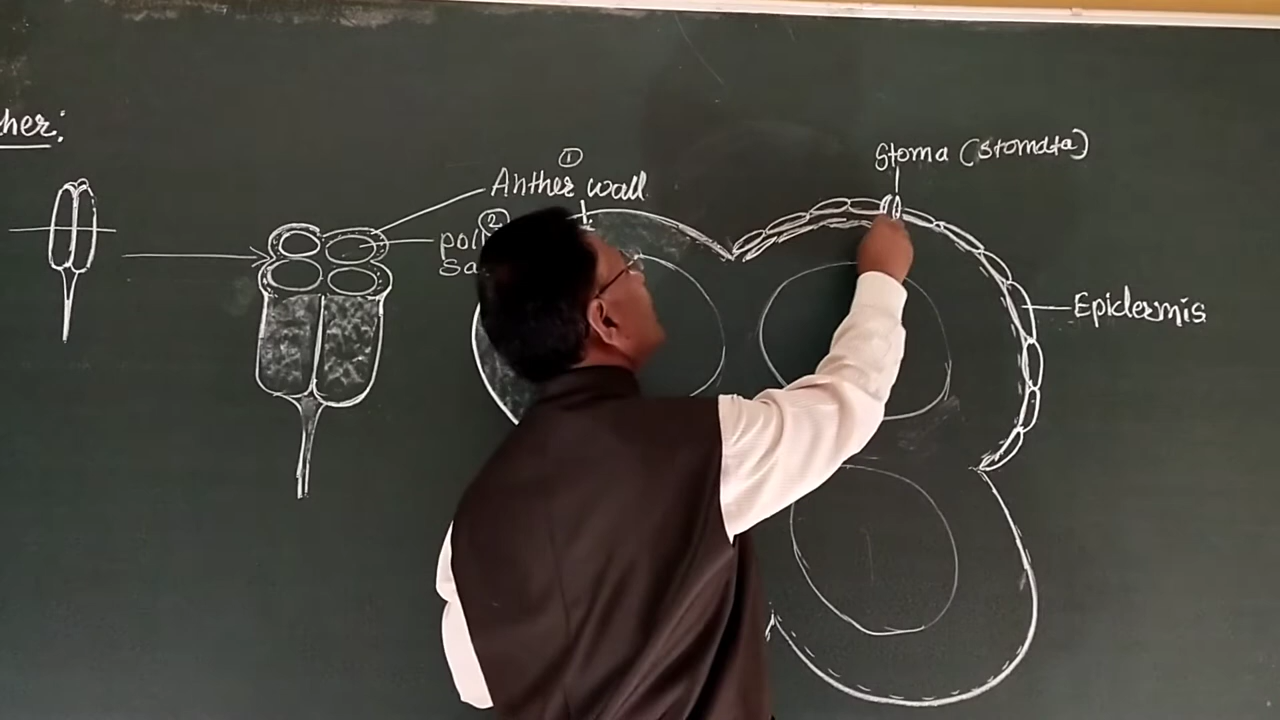 her:
①
Anther wall
②
Stoma (Stomata)
Epidermis